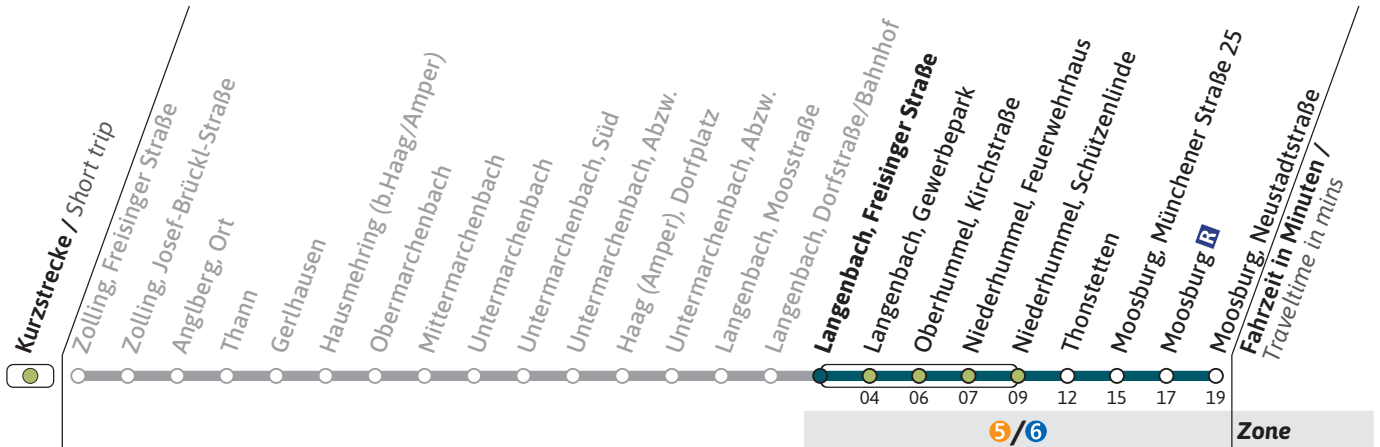 Kurzstrecke / Short trip
Zolling, Freisinger Straße
Zolling, Josef-Brückl-Straße
Anglberg, Ort
Thann
Gerlhausen
Hausmehring (b.Haag/Amper)
Obermarchenbach
Mittermarchenbach
Untermarchenbach
Untermarchenbach, Süd
Untermarchenbach, Abzw.
Haag (Amper), Dorfplatz
Untermarchenbach, Abzw.
Langenbach, Moosstraße
Langenbach, Dorfstraße/Bahnhof
Langenbach, Freisinger Straße
Langenbach, Gewerbepark
Oberhummel, Kirchstraße
Niederhummel, Feuerwehrhaus
Niederhummel, Schützenlinde
Thonstetten
Moosburg, Münchener Straße 25
Moosburg R
Moosburg, Neustadtstraße
Fahrzeit in Minuten /
Traveltime in mins
04 06 07 09 12 15 17 19
5/6 Zone